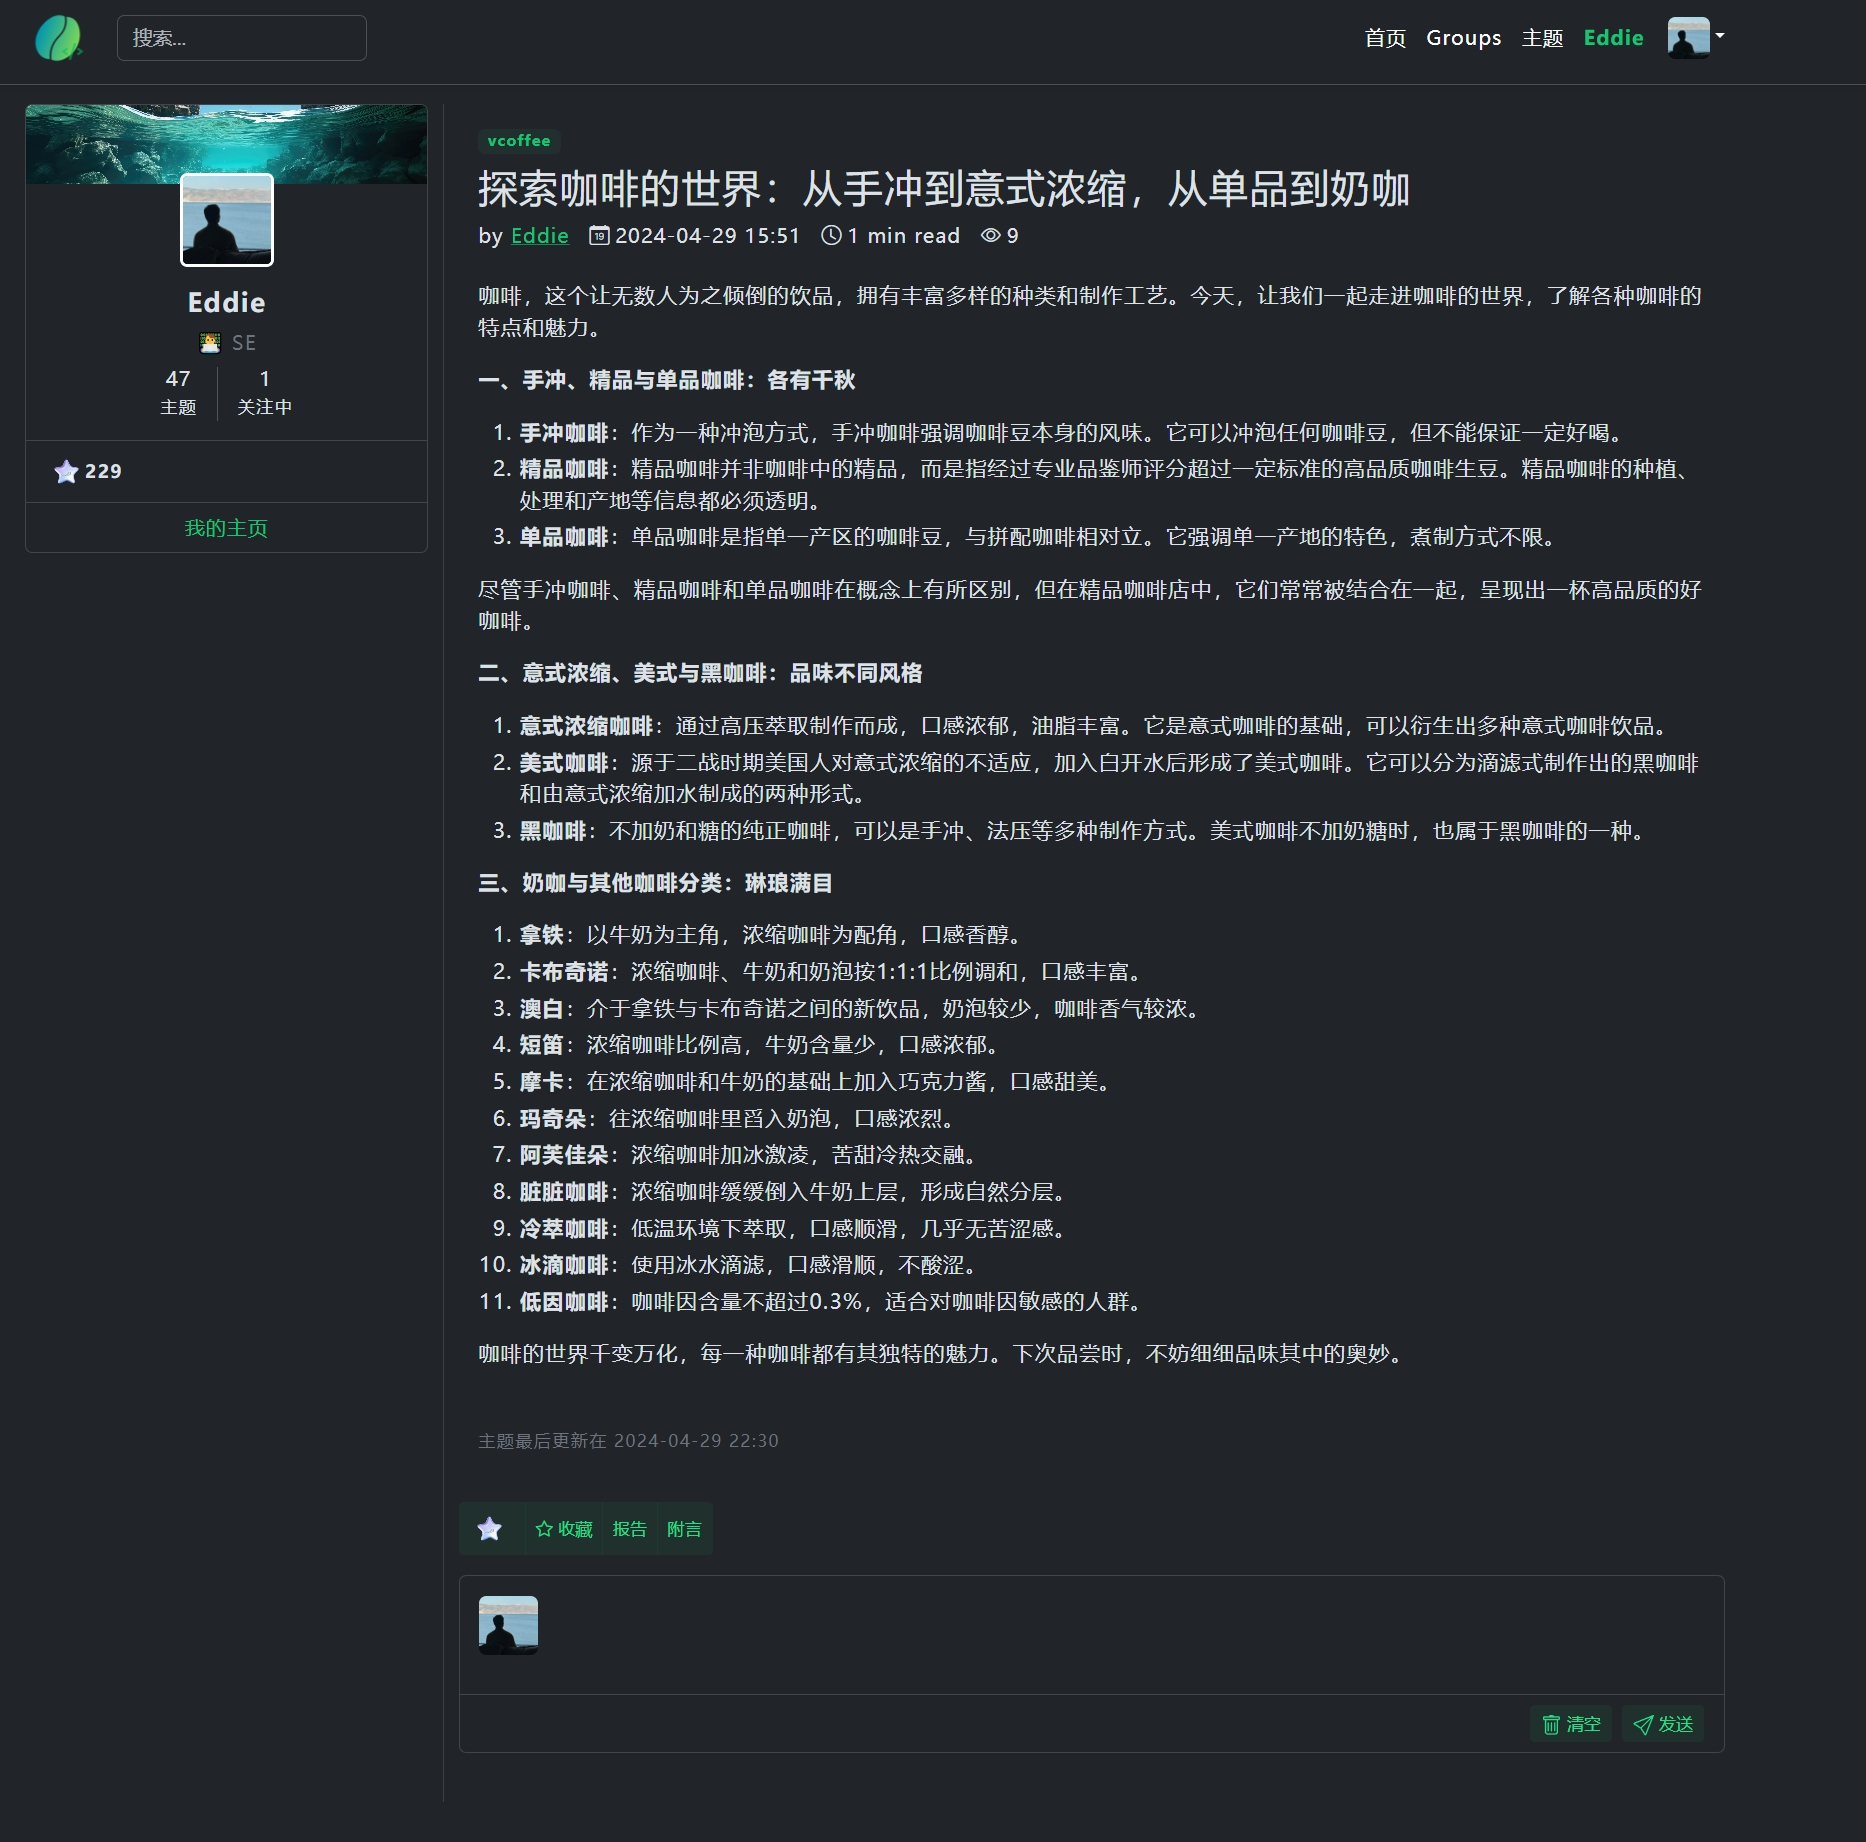 搜索...
首页 Groups 主题 Eddie
Eddie
SE
47 1
主题 关注中
229
我的主页
vcoffee
探索咖啡的世界：从手冲到意式浓缩，从单品到奶咖
by Eddie 19 2024-04-29 15:51 1 min read 9
咖啡，这个让无数人为之倾倒的饮品，拥有丰富多样的种类和制作工艺。今天，让我们一起走进咖啡的世界，了解各种咖啡的
特点和魅力。
一、手冲、精品与单品咖啡：各有千秋
1. 手冲咖啡：作为一种冲泡方式，手冲咖啡强调咖啡豆本身的风味。它可以冲泡任何咖啡豆，但不能保证一定好喝。
2. 精品咖啡：精品咖啡并非咖啡中的精品，而是指经过专业品鉴师评分超过一定标准的高品质咖啡生豆。精品咖啡的种植、
处理和产地等信息都必须透明。
3. 单品咖啡：单品咖啡是指单一产区的咖啡豆，与拼配咖啡相对立。它强调单一产地的特色，煮制方式不限。
尽管手冲咖啡、精品咖啡和单品咖啡在概念上有所区别，但在精品咖啡店中，它们常常被结合在一起，呈现出一杯高品质的好
咖啡。
二、意式浓缩、美式与黑咖啡：品味不同风格
1. 意式浓缩咖啡：通过高压萃取制作而成，口感浓郁，油脂丰富。它是意式咖啡的基础，可以衍生出多种意式咖啡饮品。
2. 美式咖啡：源于二战时期美国人对意式浓缩的不适应，加入白开水后形成了美式咖啡。它可以分为滴滤式制作出的黑咖啡
和由意式浓缩加水制成的两种形式。
3. 黑咖啡：不加奶和糖的纯正咖啡，可以是手冲、法压等多种制作方式。美式咖啡不加奶糖时，也属于黑咖啡的一种。
三、奶咖与其他咖啡分类：琳琅满目
1. 拿铁：以牛奶为主角，浓缩咖啡为配角，口感香醇。
2. 卡布奇诺：浓缩咖啡、牛奶和奶泡按1:1:1比例调和，口感丰富。
3. 澳白：介于拿铁与卡布奇诺之间的新饮品，奶泡较少，咖啡香气较浓。
4. 短笛：浓缩咖啡比例高，牛奶含量少，口感浓郁。
5. 摩卡：在浓缩咖啡和牛奶的基础上加入巧克力酱，口感甜美。
6. 玛奇朵：往浓缩咖啡里舀入奶泡，口感浓烈。
7. 阿芙佳朵：浓缩咖啡加冰激凌，苦甜冷热交融。
8. 脏脏咖啡：浓缩咖啡缓缓倒入牛奶上层，形成自然分层。
9. 冷萃咖啡：低温环境下萃取，口感顺滑，几乎无苦涩感。
10. 冰滴咖啡：使用冰水滴滤，口感滑顺，不酸涩。
11. 低因咖啡：咖啡因含量不超过0.3%，适合对咖啡因敏感的人群。
咖啡的世界千变万化，每一种咖啡都有其独特的魅力。下次品尝时，不妨细细品味其中的奥妙。
主题最后更新在 2024-04-29 22:30
收藏 报告 附言
清空 发送